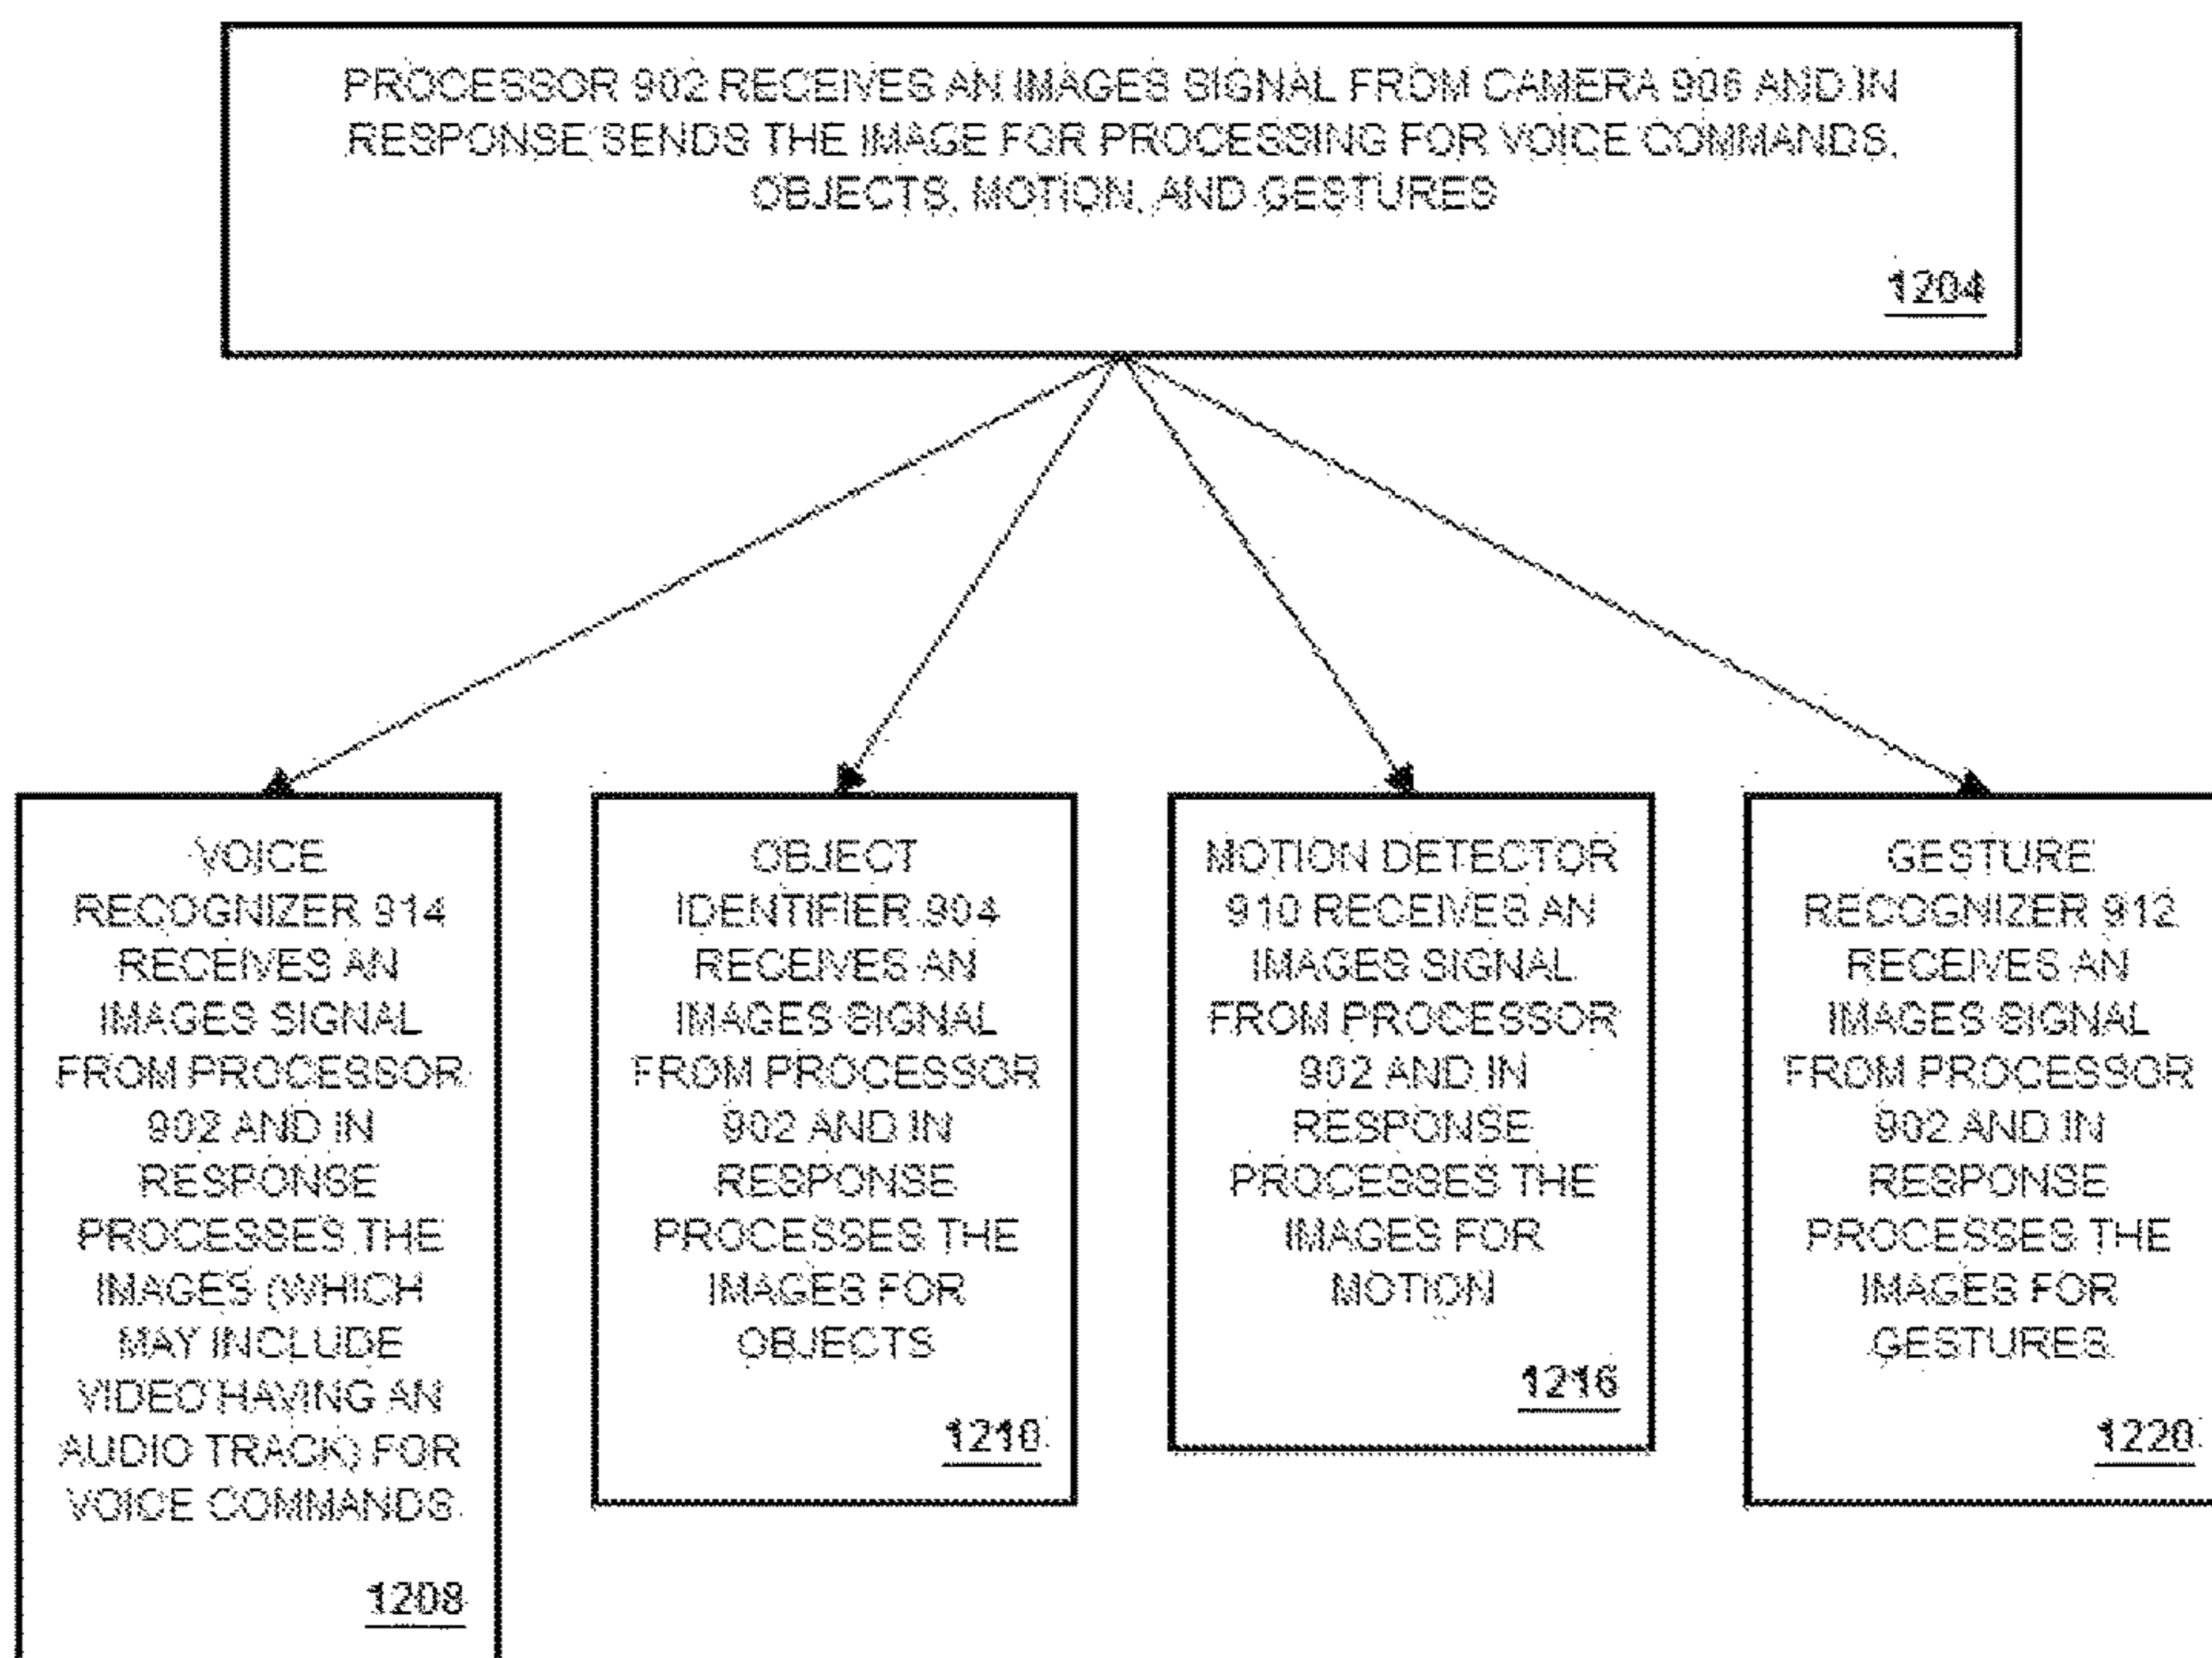 PROCESSOR 902 RECEIVES AN IMAGES SIGNAL FROM CAMERA 906 AND IN
RESPONSE SENDS THE IMAGE FOR PROCESSING FOR VOICE COMMANDS,
OBJECTS, MOTION, AND GESTURES
1204
VOICE
RECOGNIZER 914
RECEIVES AN
IMAGES SIGNAL
FROM PROCESSOR
902 AND IN
RESPONSE
PROCESSES THE
IMAGES (WHICH
MAY INCLUDE
VIDEO HAVING AN
AUDIO TRACK) FOR
VOICE COMMANDS
1208
OBJECT
IDENTIFIER 904
RECEIVES AN
IMAGES SIGNAL
FROM PROCESSOR
902 AND IN
RESPONSE
PROCESSES THE
IMAGES FOR
OBJECTS
1210
MOTION DETECTOR
910 RECEIVES AN
IMAGES SIGNAL
FROM PROCESSOR
902 AND IN
RESPONSE
PROCESSES THE
IMAGES FOR
MOTION
1216
GESTURE
RECOGNIZER 912
RECEIVES AN
IMAGES SIGNAL
FROM PROCESSOR
902 AND IN
RESPONSE
PROCESSES THE
IMAGES FOR
GESTURES
1220